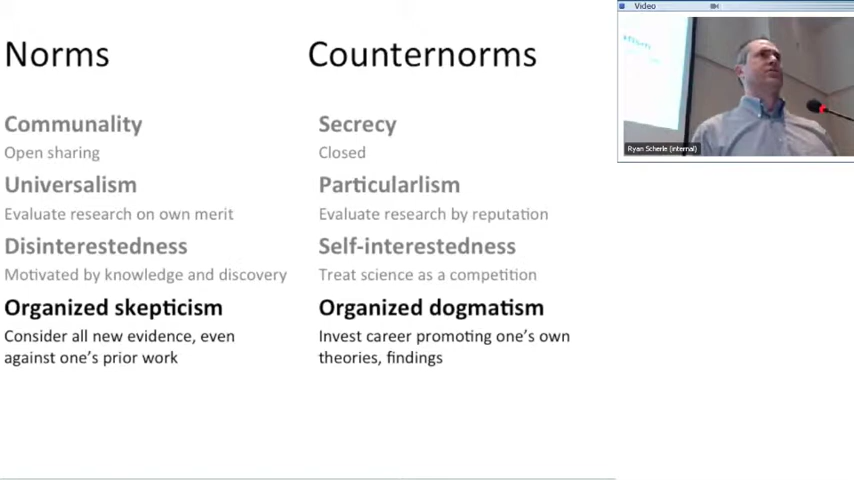 Norms
Counternorms
Communality
Open sharing
Secrecy
Closed
Universalism
Evaluate research on own merit
Particularlism
Evaluate research by reputation
Disinterestedness
Motivated by knowledge and discovery
Self-interestedness
Treat science as a competition
Organized skepticism
Consider all new evidence, even
against one's prior work
Organized dogmatism
Invest career promoting one's own
theories, findings
Video
Ryan Scherle (internal)